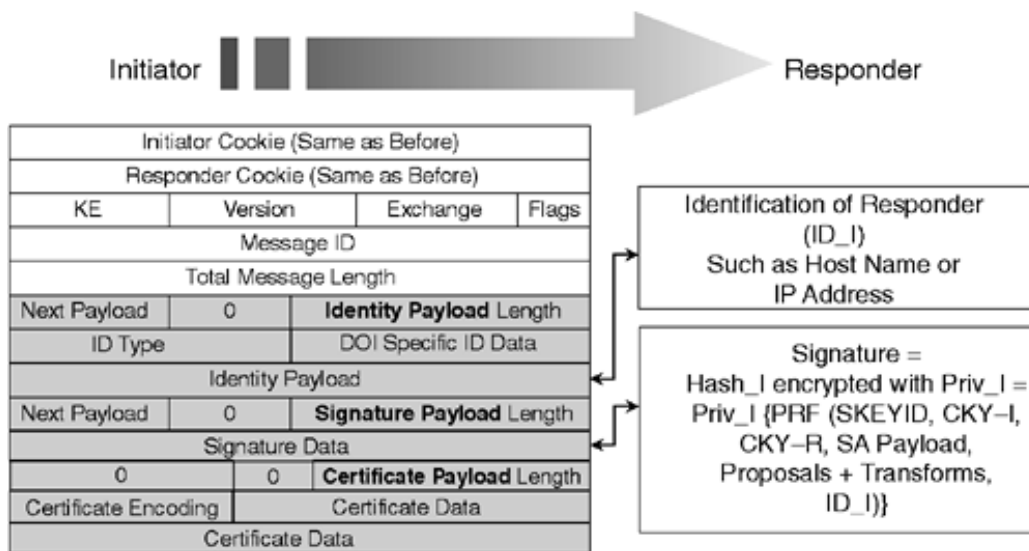 Initiator
Responder
Initiator Cookie (Same as Before)
Responder Cookie (Same as Before)
KE Version Exchange Flags
Message ID
Total Message Length
Next Payload 0 Identity Payload Length
ID Type DOI Specific ID Data
Identity Payload
Next Payload 0 Signature Payload Length
Signature Data
0 0 Certificate Payload Length
Certificate Encoding Certificate Data
Certificate Data
Identification of Responder
(ID_I)
Such as Host Name or
IP Address
Signature =
Hash_I encrypted with Priv_I =
Priv_I {PRF (SKEYID, CKY–I,
CKY–R, SA Payload,
Proposals + Transforms,
ID_I)}